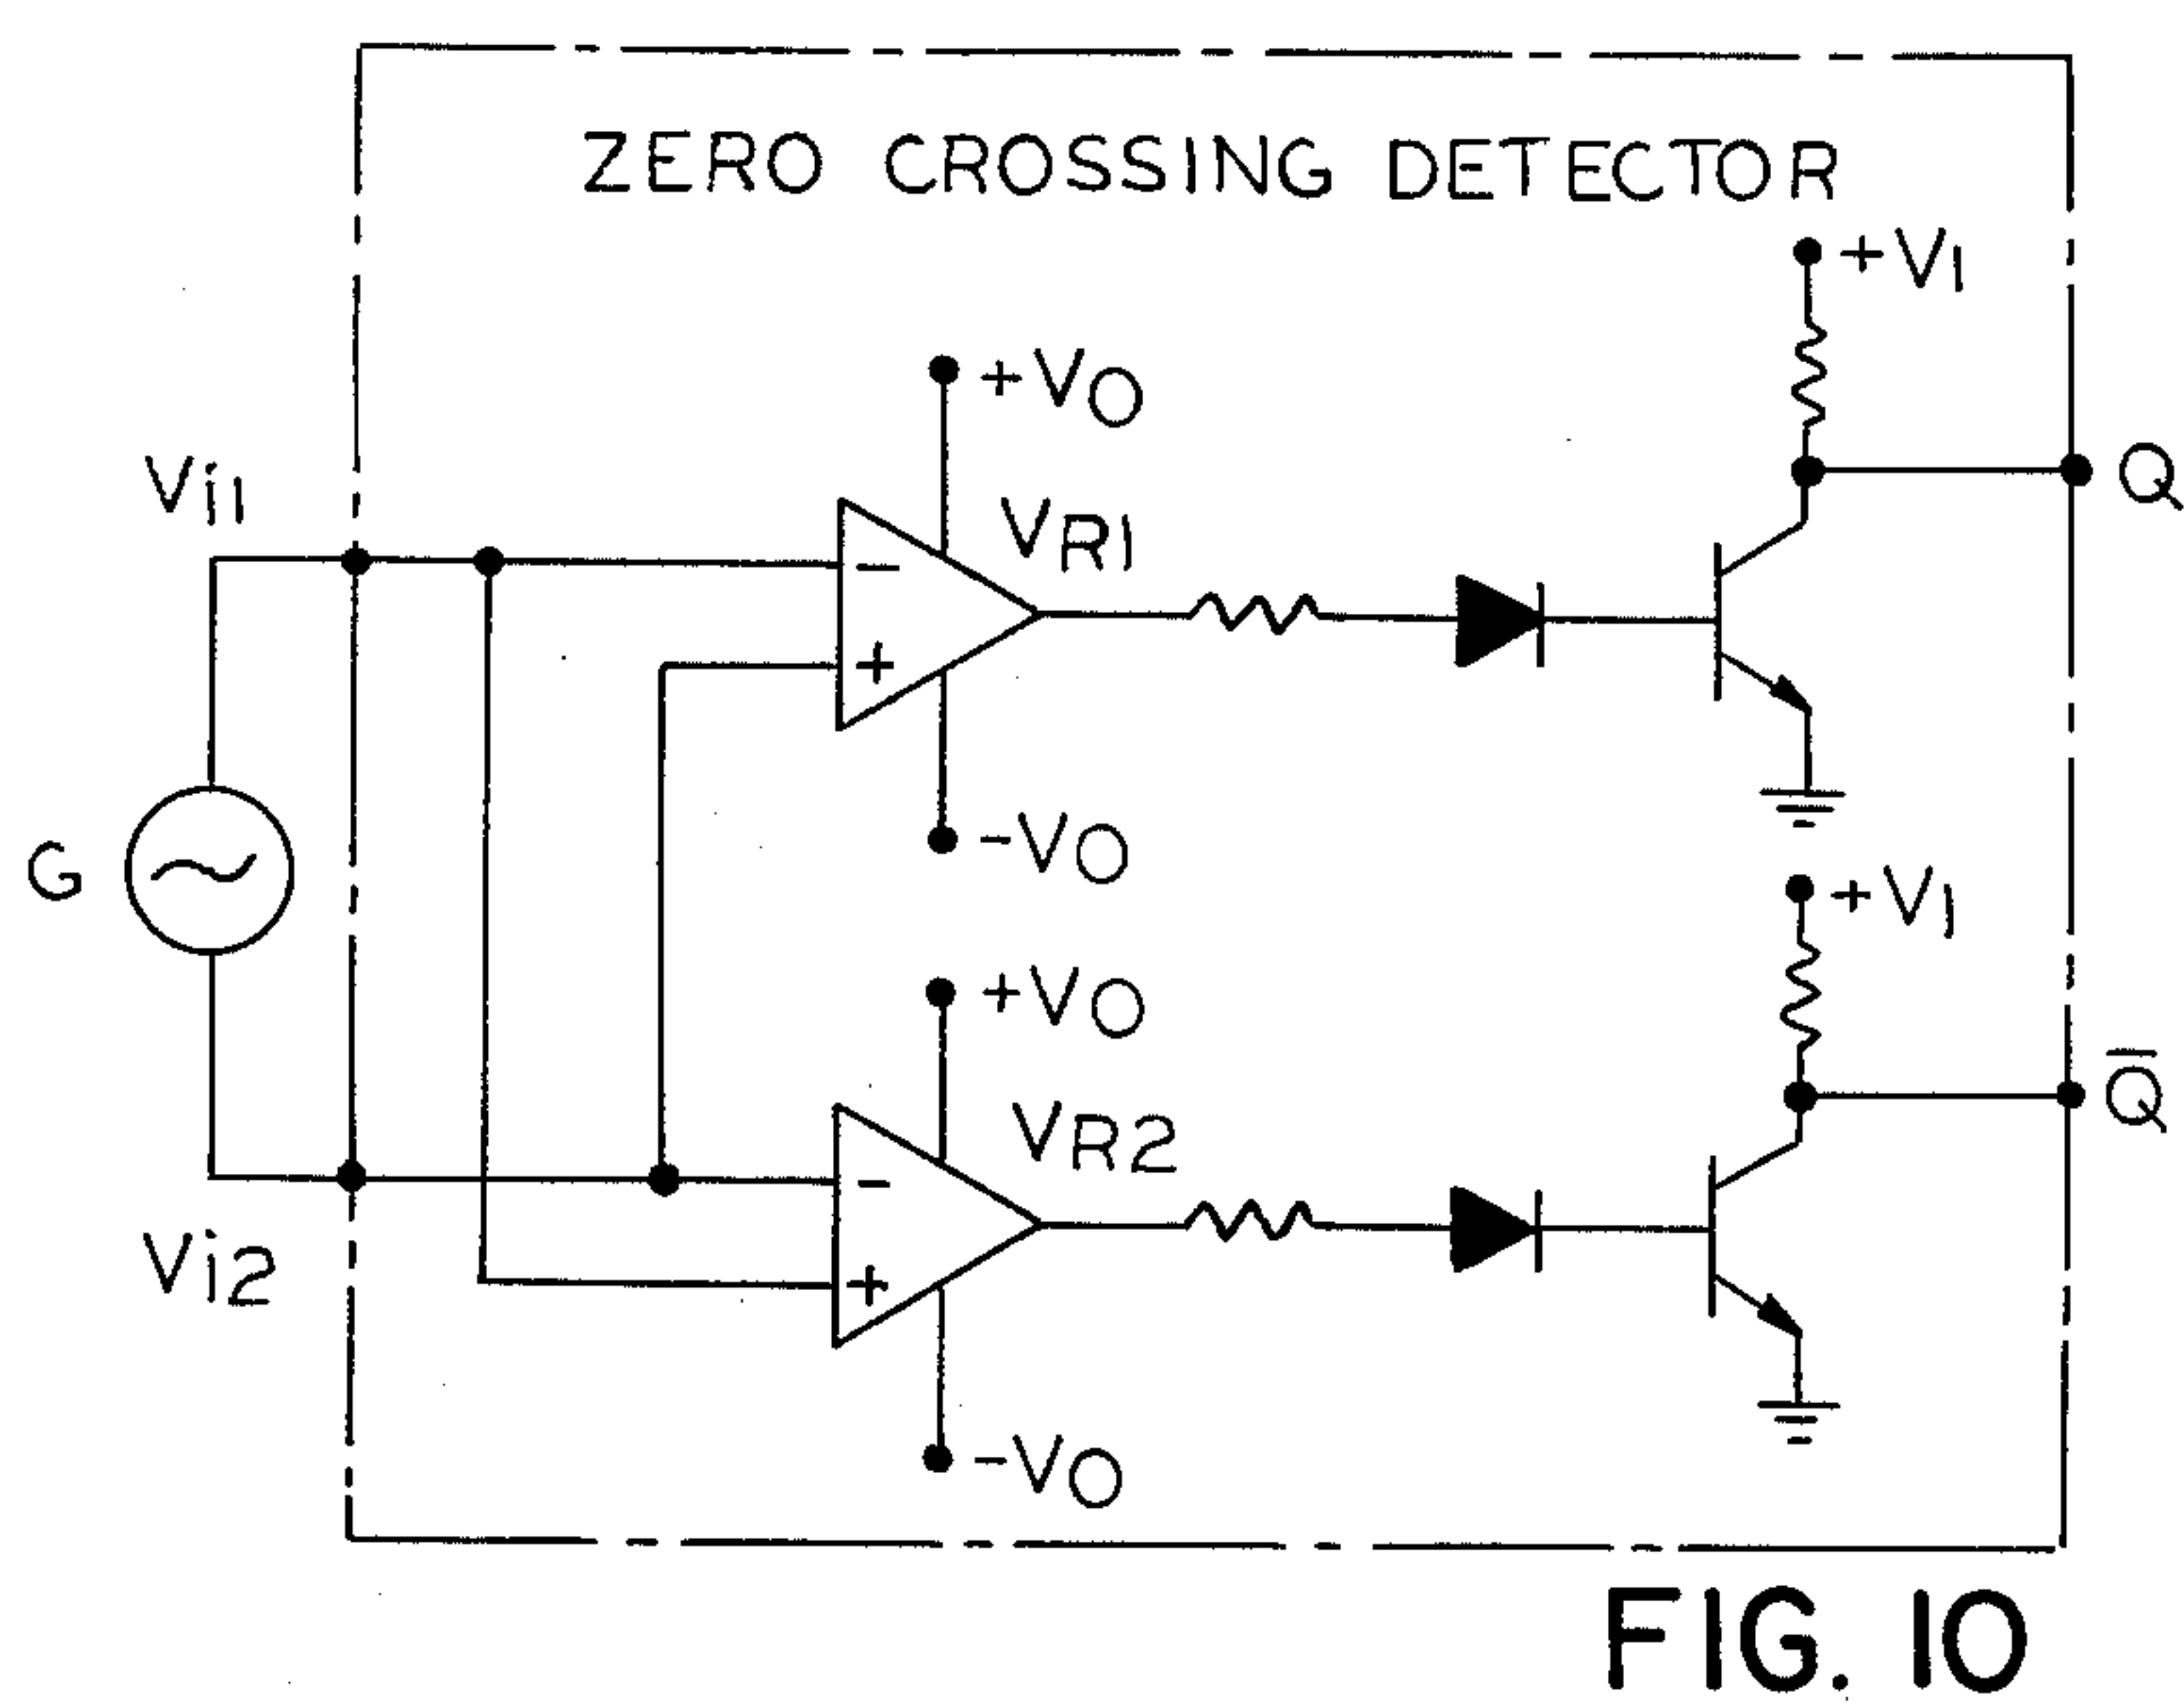 ZERO CROSSING DETECTOR
+V1
+VO
Vi1
VR1
Q
-
+
G
-VO
+V1
+VO
Q̅
VR2
-
Vi2
+
-VO
FIG. 10